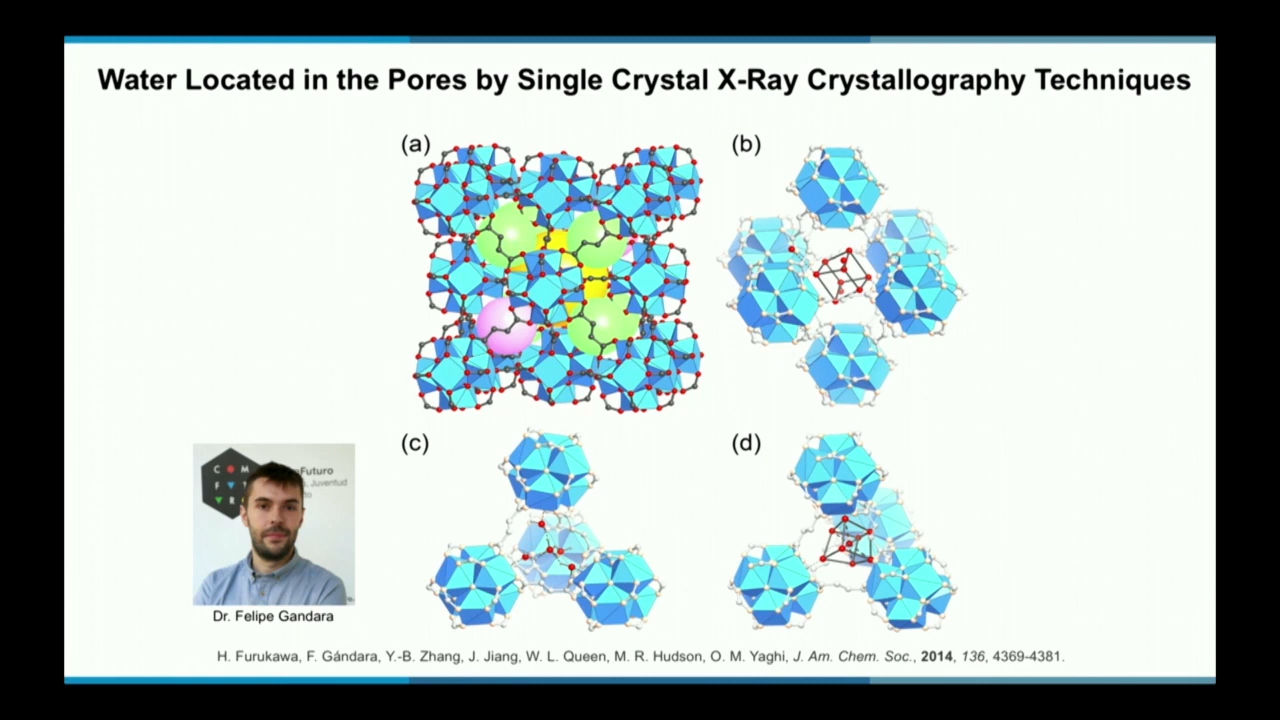 Water Located in the Pores by Single Crystal X-Ray Crystallography Techniques
(a)
(b)
(c)
(d)
C M
F T
R
Futuro
, Juventud
to
Dr. Felipe Gandara
H. Furukawa, F. Gándara, Y.-B. Zhang, J. Jiang, W. L. Queen, M. R. Hudson, O. M. Yaghi, J. Am. Chem. Soc., 2014, 136, 4369-4381.